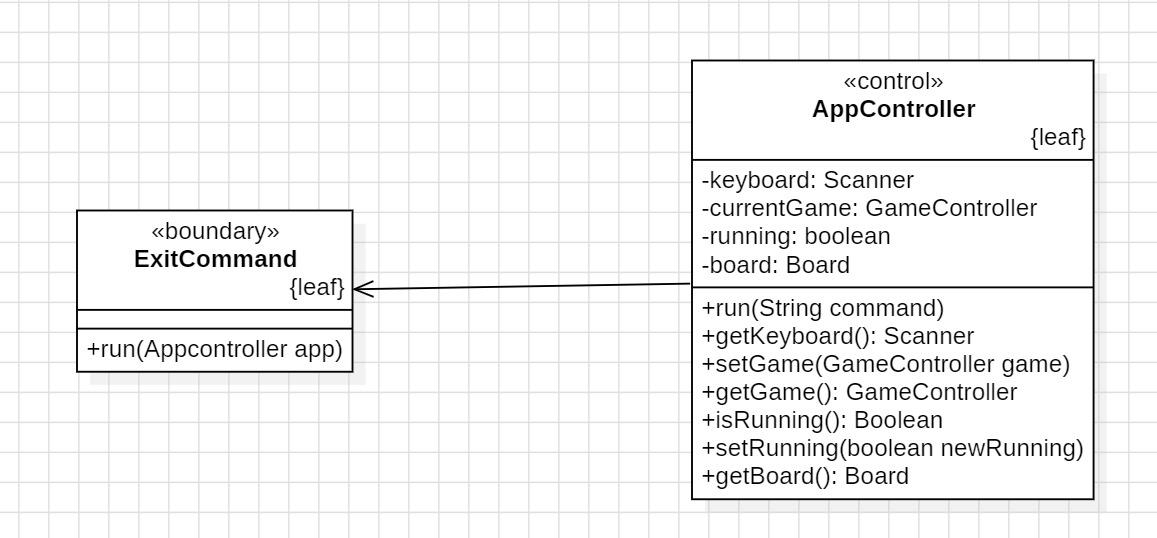 «boundary»
ExitCommand
{leaf}
+run(Appcontroller app)
«control»
AppController
{leaf}
-keyboard: Scanner
-currentGame: GameController
-running: boolean
-board: Board
+run(String command)
+getKeyboard(): Scanner
+setGame(GameController game)
+getGame(): GameController
+isRunning(): Boolean
+setRunning(boolean newRunning)
+getBoard(): Board